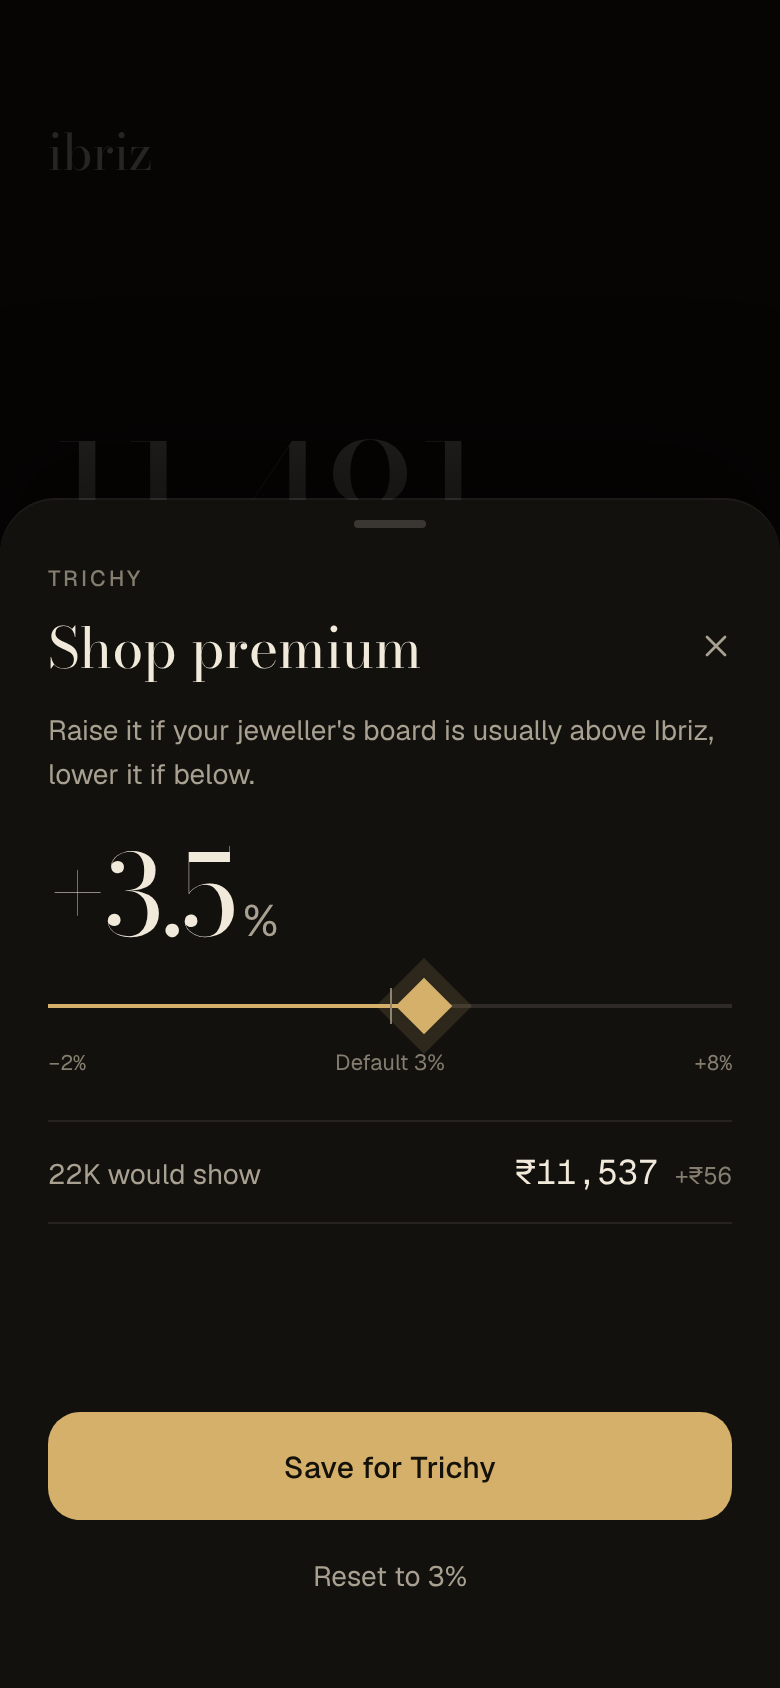 ibriz
TRICHY
Shop premium
Raise it if your jeweller's board is usually above Ibriz,
lower it if below.
+3.5%
−2% Default 3% +8%
22K would show ₹11,537 +₹56
Save for Trichy
Reset to 3%